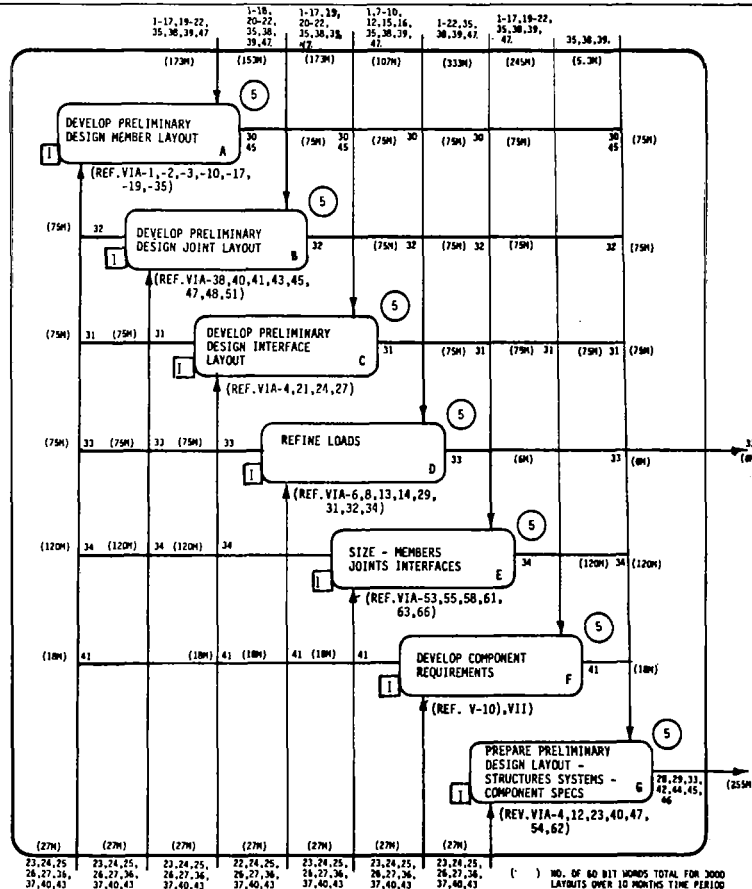 1-17,19-22,
35,38,39,47
1-18,
20-22,
35,38,
39,47
1-17,19,
20-22,
35,38,39,
47
1,7-10,
12,15,16,
35,38,39,
47.
1-22,35,
38,39,47
1-17,19-22,
35,38,39,
47.
35,38,39.
(173M) (153M) (173M) (107M) (333M) (245M) (5.3M)
5
DEVELOP PRELIMINARY
DESIGN MEMBER LAYOUT
A
I
30
45
(75M)
30
45
(75M) 30 (75M) 30 (75M)
30
45
(75M)
(REF.VIA-1,-2,-3,-10,-17,
-19,-35)
5
(75M) 32
DEVELOP PRELIMINARY
DESIGN JOINT LAYOUT
B
I
32 (75M) 32 (75M) 32 (75M) 32 (75M)
(REF.VIA-38,40,41,43,45,
47,48,51)
5
(75M) 31 (75M) 31
DEVELOP PRELIMINARY
DESIGN INTERFACE
LAYOUT
C
I
31 (75M) 31 (75M) 31 (75M) 31 (75M)
(REF.VIA-4,21,24,27)
5
(75M) 33 (75M) 33 (75M) 33
REFINE LOADS
D
I
33 (6M) 33 (8M)
(REF.VIA-6,8,13,14,29,
31,32,34)
5
(120M) 34 (120M) 34 (120M) 34
SIZE - MEMBERS
JOINTS INTERFACES
E
I
34 (120M) 34 (120M)
(REF.VIA-53,55,58,61,
63,66)
5
(18M) 41 (18M) 41 (18M) 41 (18M) 41
DEVELOP COMPONENT
REQUIREMENTS
F
I
41 (18M)
(REF. V-10),VII)
5
PREPARE PRELIMINARY
DESIGN LAYOUT -
STRUCTURES SYSTEMS -
COMPONENT SPECS
G
I
28,29,33,
42,44,45,
46
(255M)
(REV.VIA-4,12,23,40,47,
54,62)
(27M) (27M) (27M) (27M) (27M) (27M) (27M)
23,24,25, 23,24,25, 23,24,25, 22,24,25, 23,24,25, 23,24,25, 23,24,25,
26,27,36, 26,27,36, 26,27,36, 26,27,36, 26,27,36, 26,27,36, 26,27,36,
37,40,43 37,40,43 37,40,43 37,40,43 37,40,43 37,40,43 37,40,43
( ) NO. OF 60 BIT WORDS TOTAL FOR 3000
LAYOUTS OVER 10 MONTHS TIME PERIOD